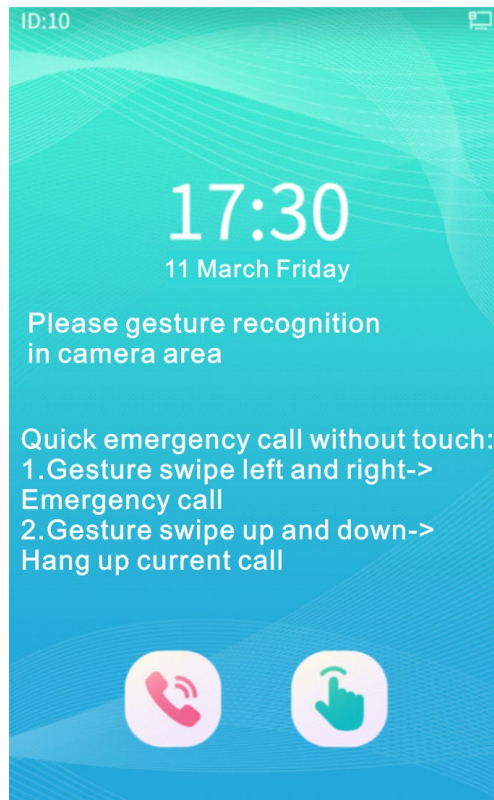 ID:10
17:30
11 March Friday
Please gesture recognition
in camera area
Quick emergency call without touch:
1.Gesture swipe left and right->
Emergency call
2.Gesture swipe up and down->
Hang up current call